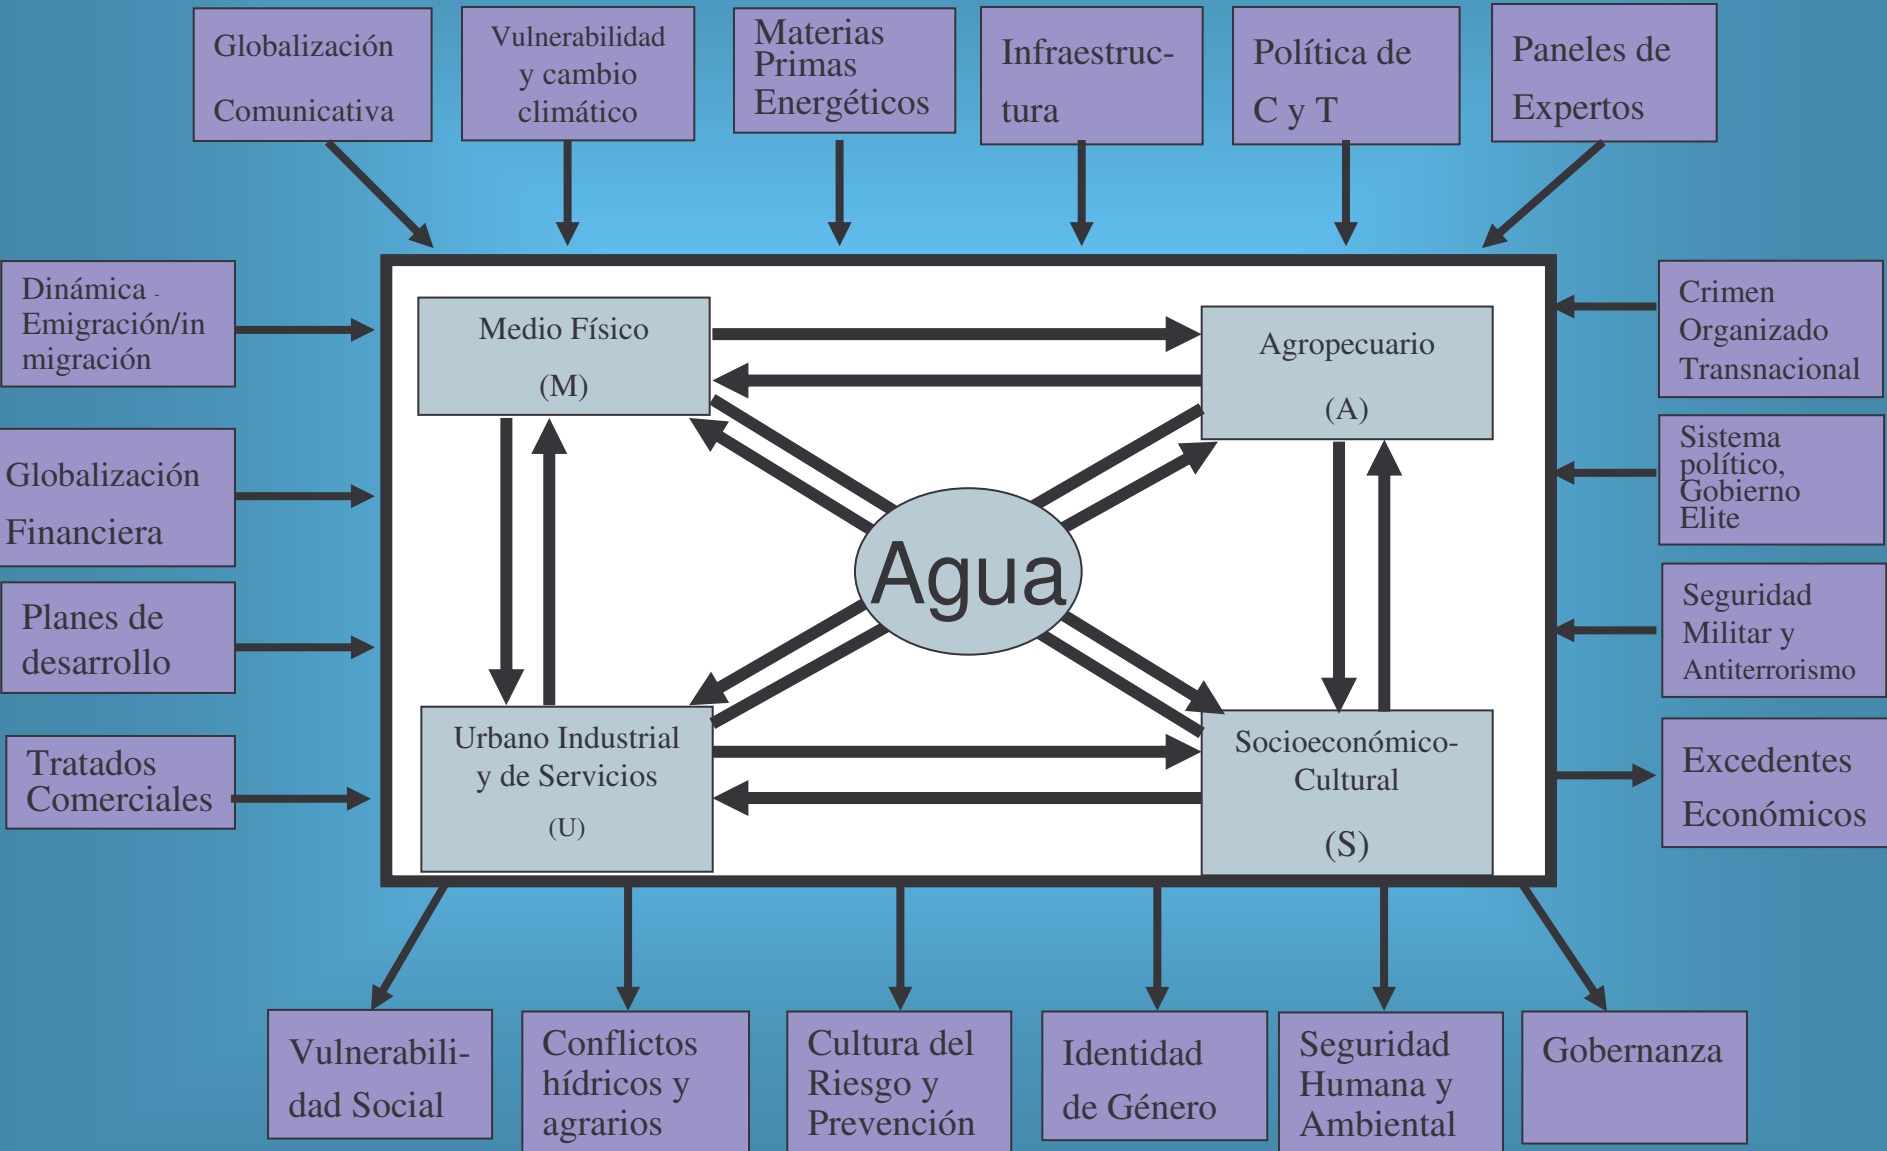 Globalización
Comunicativa
Vulnerabilidad
y cambio
climático
Materias
Primas
Energéticos
Infraestruc-
tura
Política de
C y T
Paneles de
Expertos
Dinámica -
Emigración/in
migración
Globalización
Financiera
Planes de
desarrollo
Tratados
Comerciales
Medio Físico
(M)
Agropecuario
(A)
Agua
Urbano Industrial
y de Servicios
(U)
Socioeconómico-
Cultural
(S)
Crimen
Organizado
Transnacional
Sistema
político,
Gobierno
Elite
Seguridad
Militar y
Antiterrorismo
Excedentes
Económicos
Vulnerabili-
dad Social
Conflictos
hídricos y
agrarios
Cultura del
Riesgo y
Prevención
Identidad
de Género
Seguridad
Humana y
Ambiental
Gobernanza